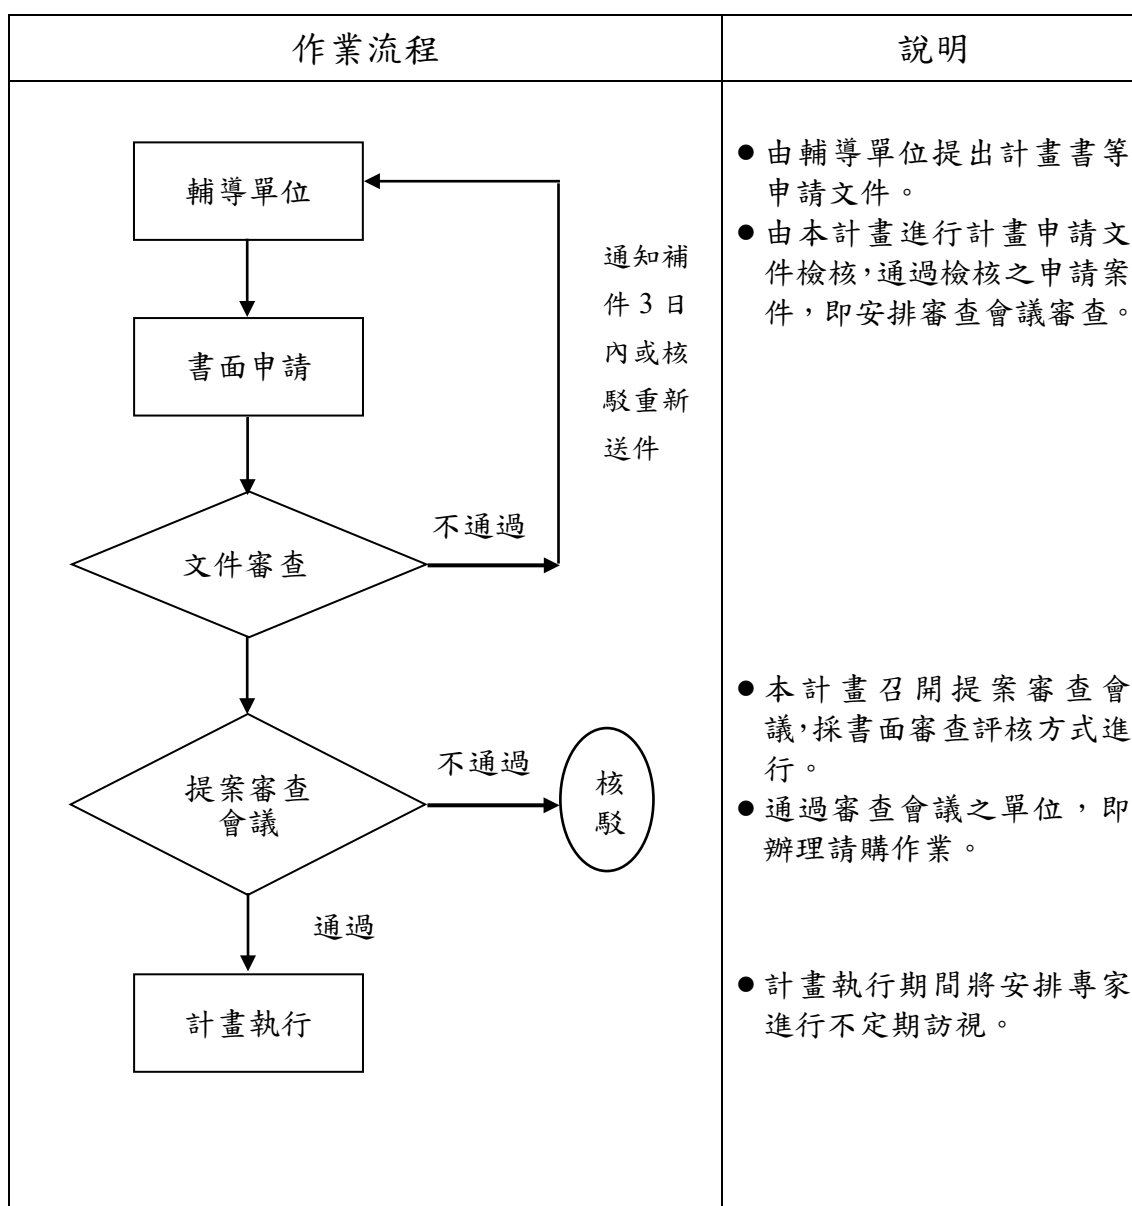 作業流程
說明
輔導單位
書面申請
文件審查
不通過
通知補
件 3 日
內或核
駁重新
送件
提案審查
會議
不通過
核
駁
通過
計畫執行
●由輔導單位提出計畫書等
申請文件。
●由本計畫進行計畫申請文
件檢核,通過檢核之申請案
件,即安排審查會議審查。
●本計畫召開提案審查會
議,採書面審查評核方式進
行。
●通過審查會議之單位,即
辦理請購作業。
●計畫執行期間將安排專家
進行不定期訪視。